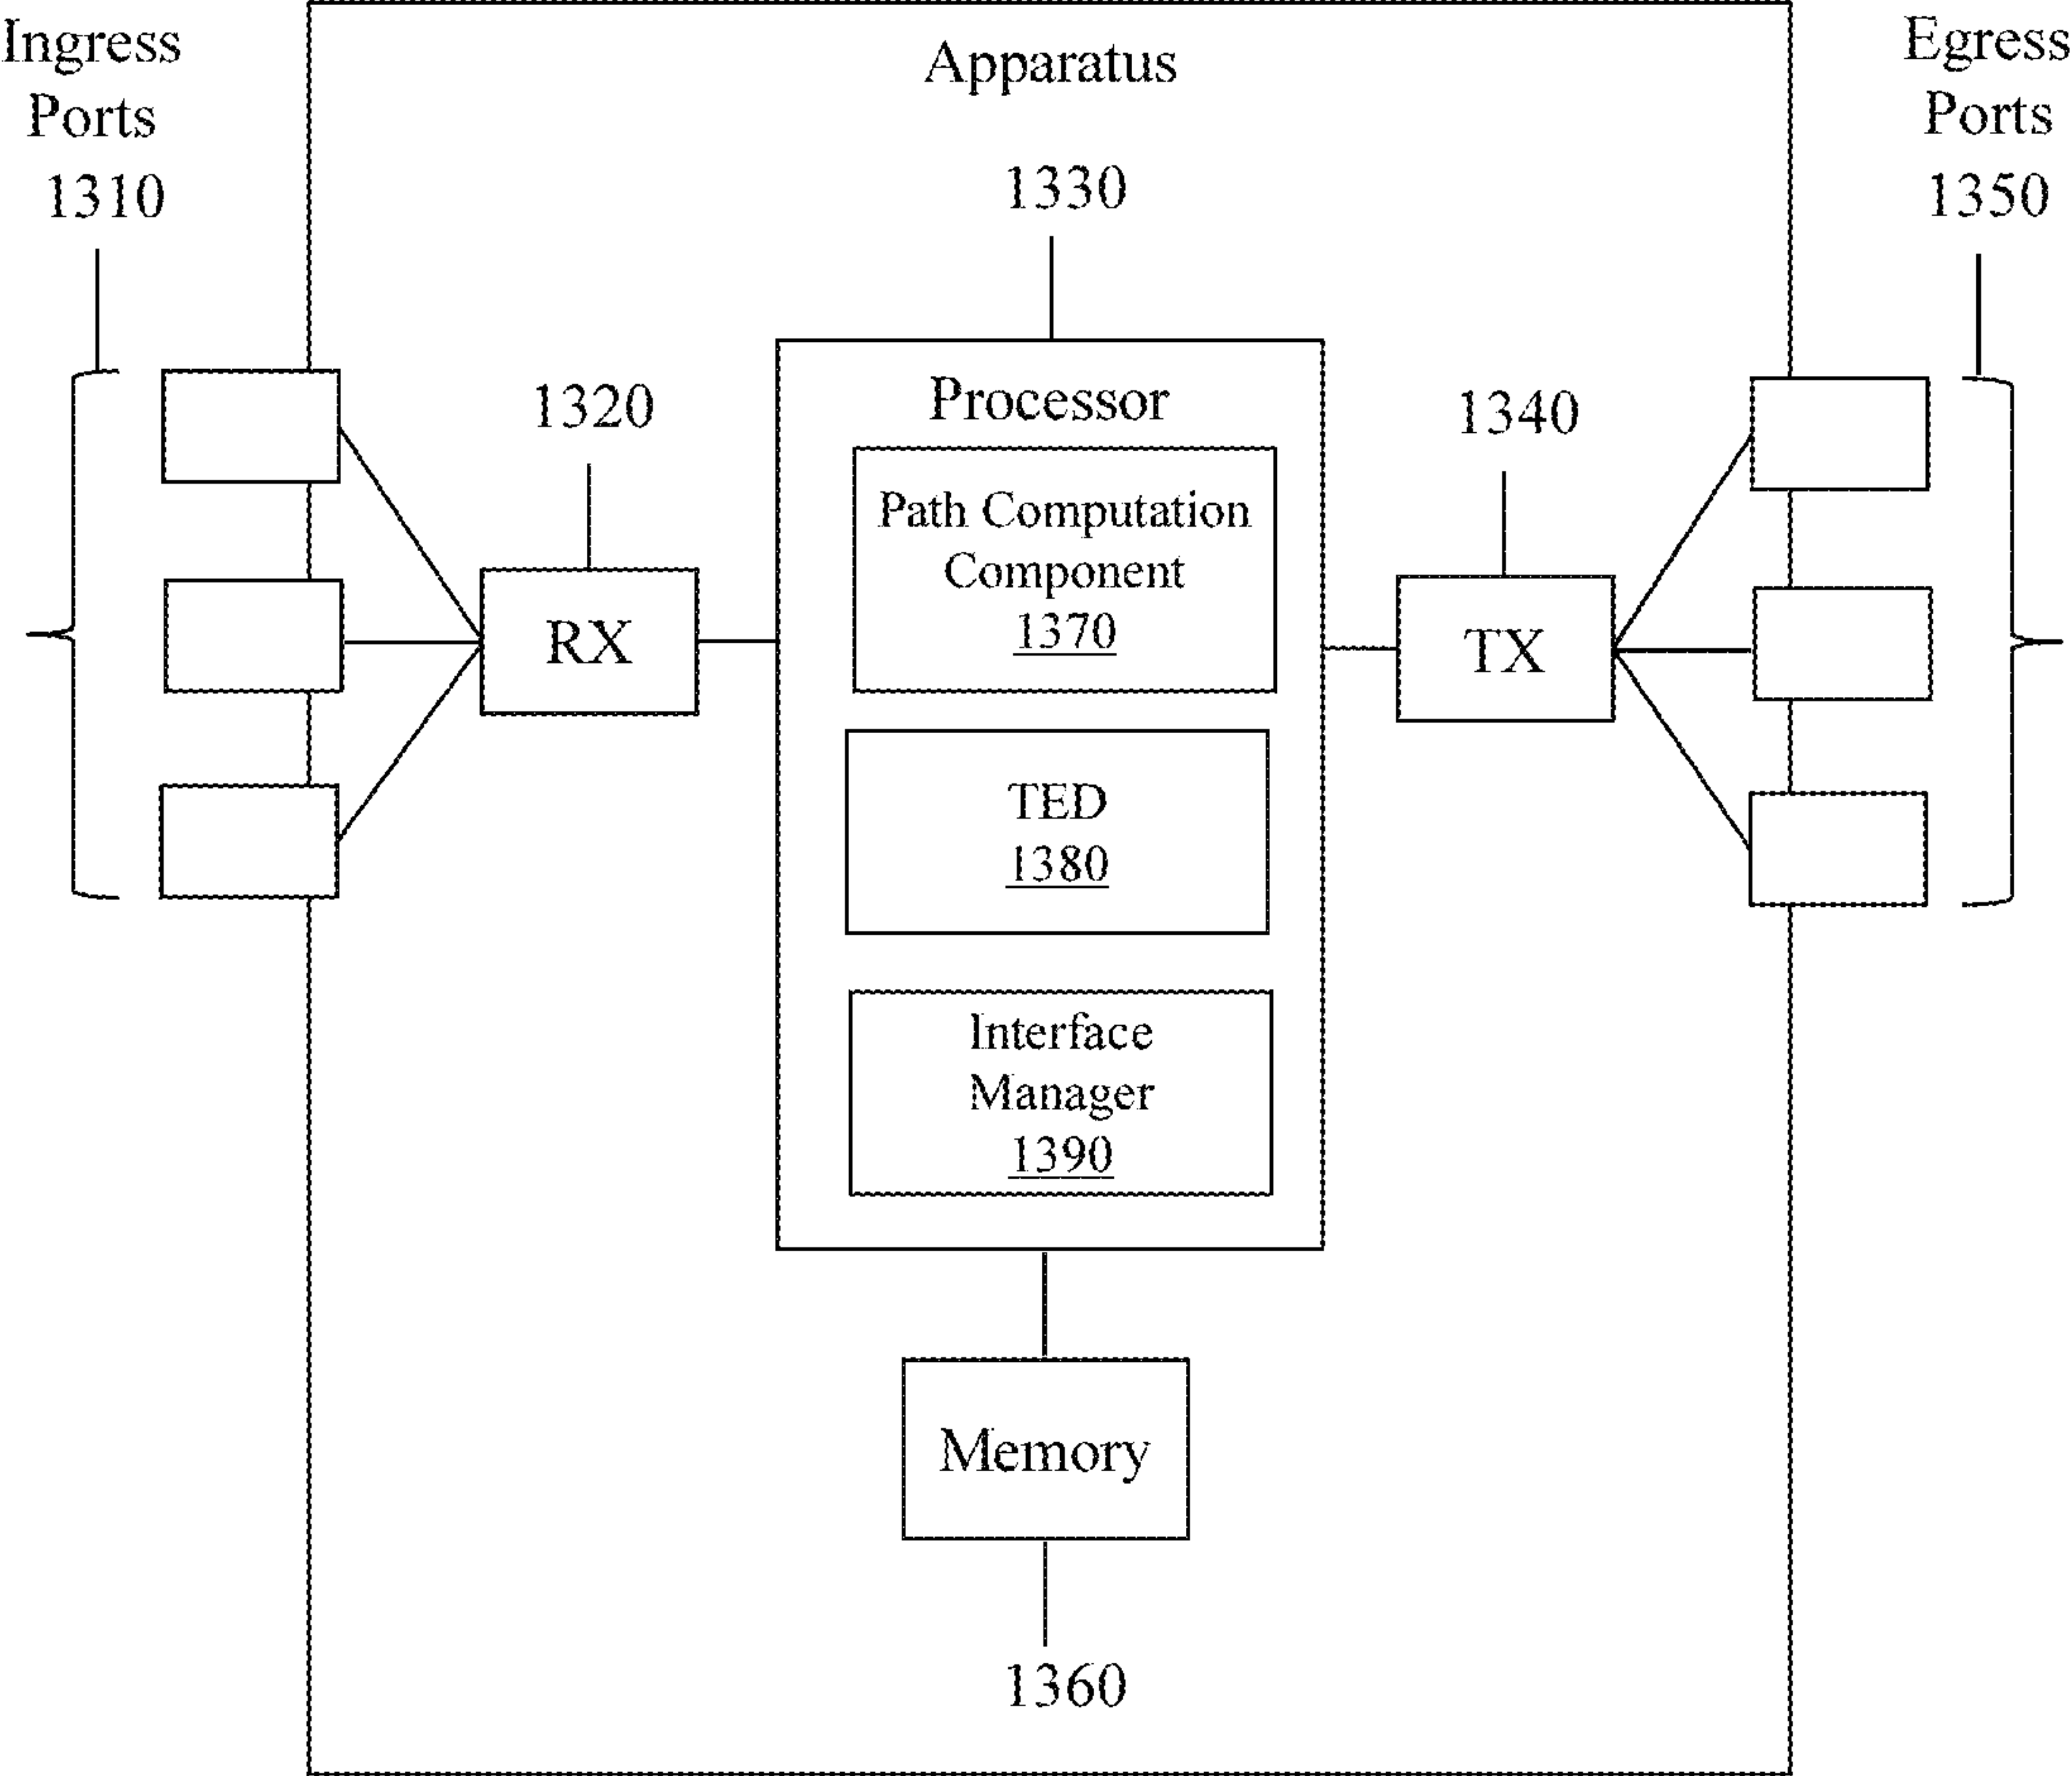 Ingress
Ports
1310
Apparatus
Egress
Ports
1350
1330
1320
Processor
1340
Path Computation
Component
1370
RX
TX
TED
1380
Interface
Manager
1390
Memory
1360